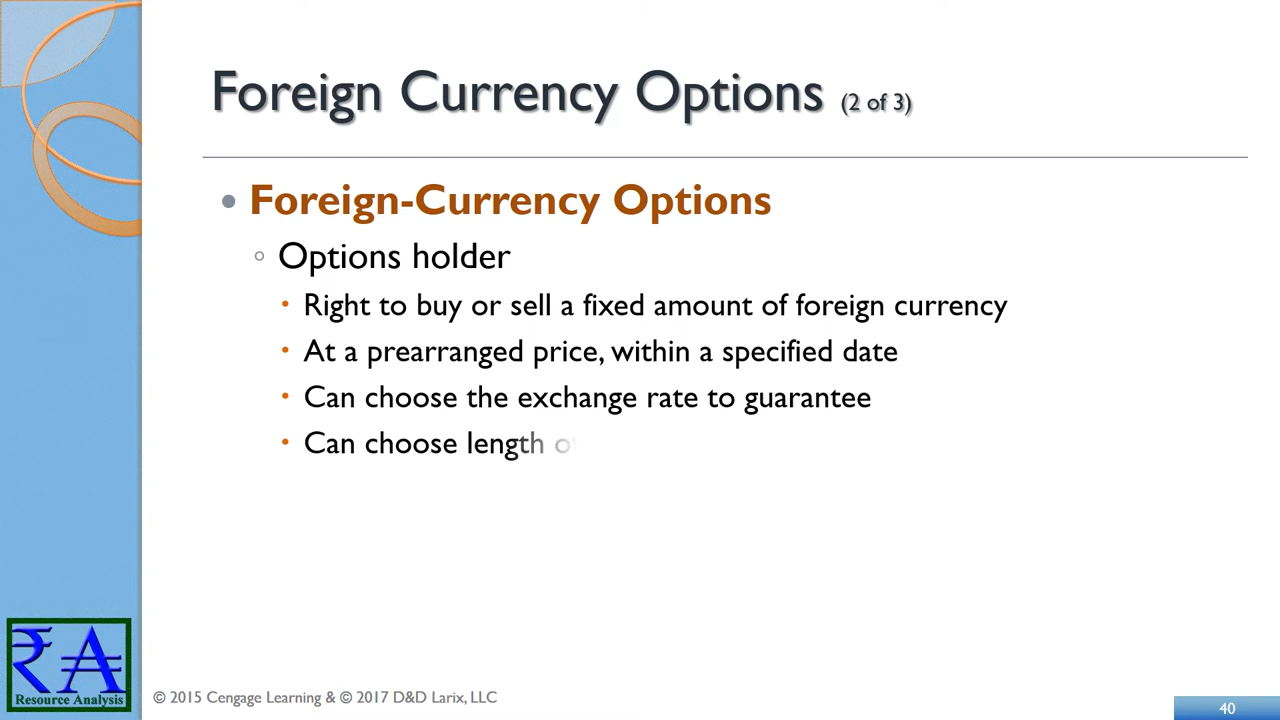 Foreign Currency Options (2 of 3)
• Foreign-Currency Options
◦ Options holder
• Right to buy or sell a fixed amount of foreign currency
• At a prearranged price, within a specified date
• Can choose the exchange rate to guarantee
• Can choose length
₹A
Resource Analysis
© 2015 Cengage Learning & © 2017 D&D Larix, LLC
40